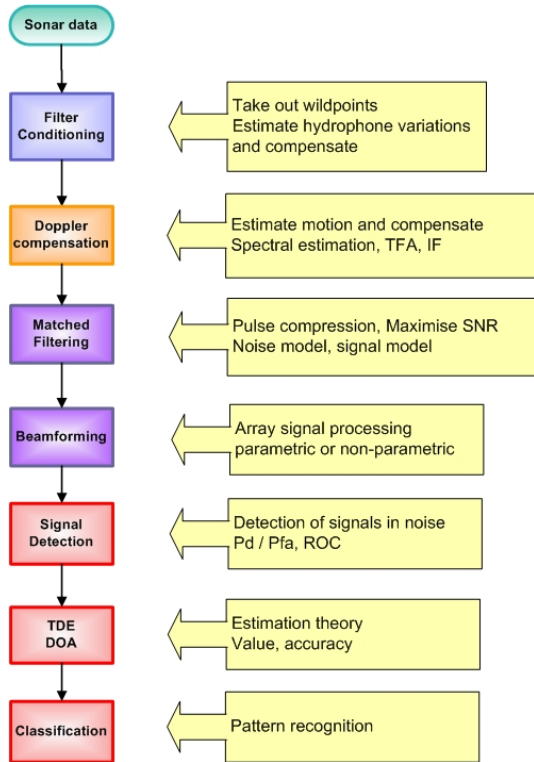 Sonar data
Filter
Conditioning
Take out wildpoints
Estimate hydrophone variations
and compensate
Doppler
compensation
Estimate motion and compensate
Spectral estimation, TFA, IF
Matched
Filtering
Pulse compression, Maximise SNR
Noise model, signal model
Beamforming
Array signal processing
parametric or non-parametric
Signal
Detection
Detection of signals in noise
Pd / Pfa, ROC
TDE
DOA
Estimation theory
Value, accuracy
Classification
Pattern recognition